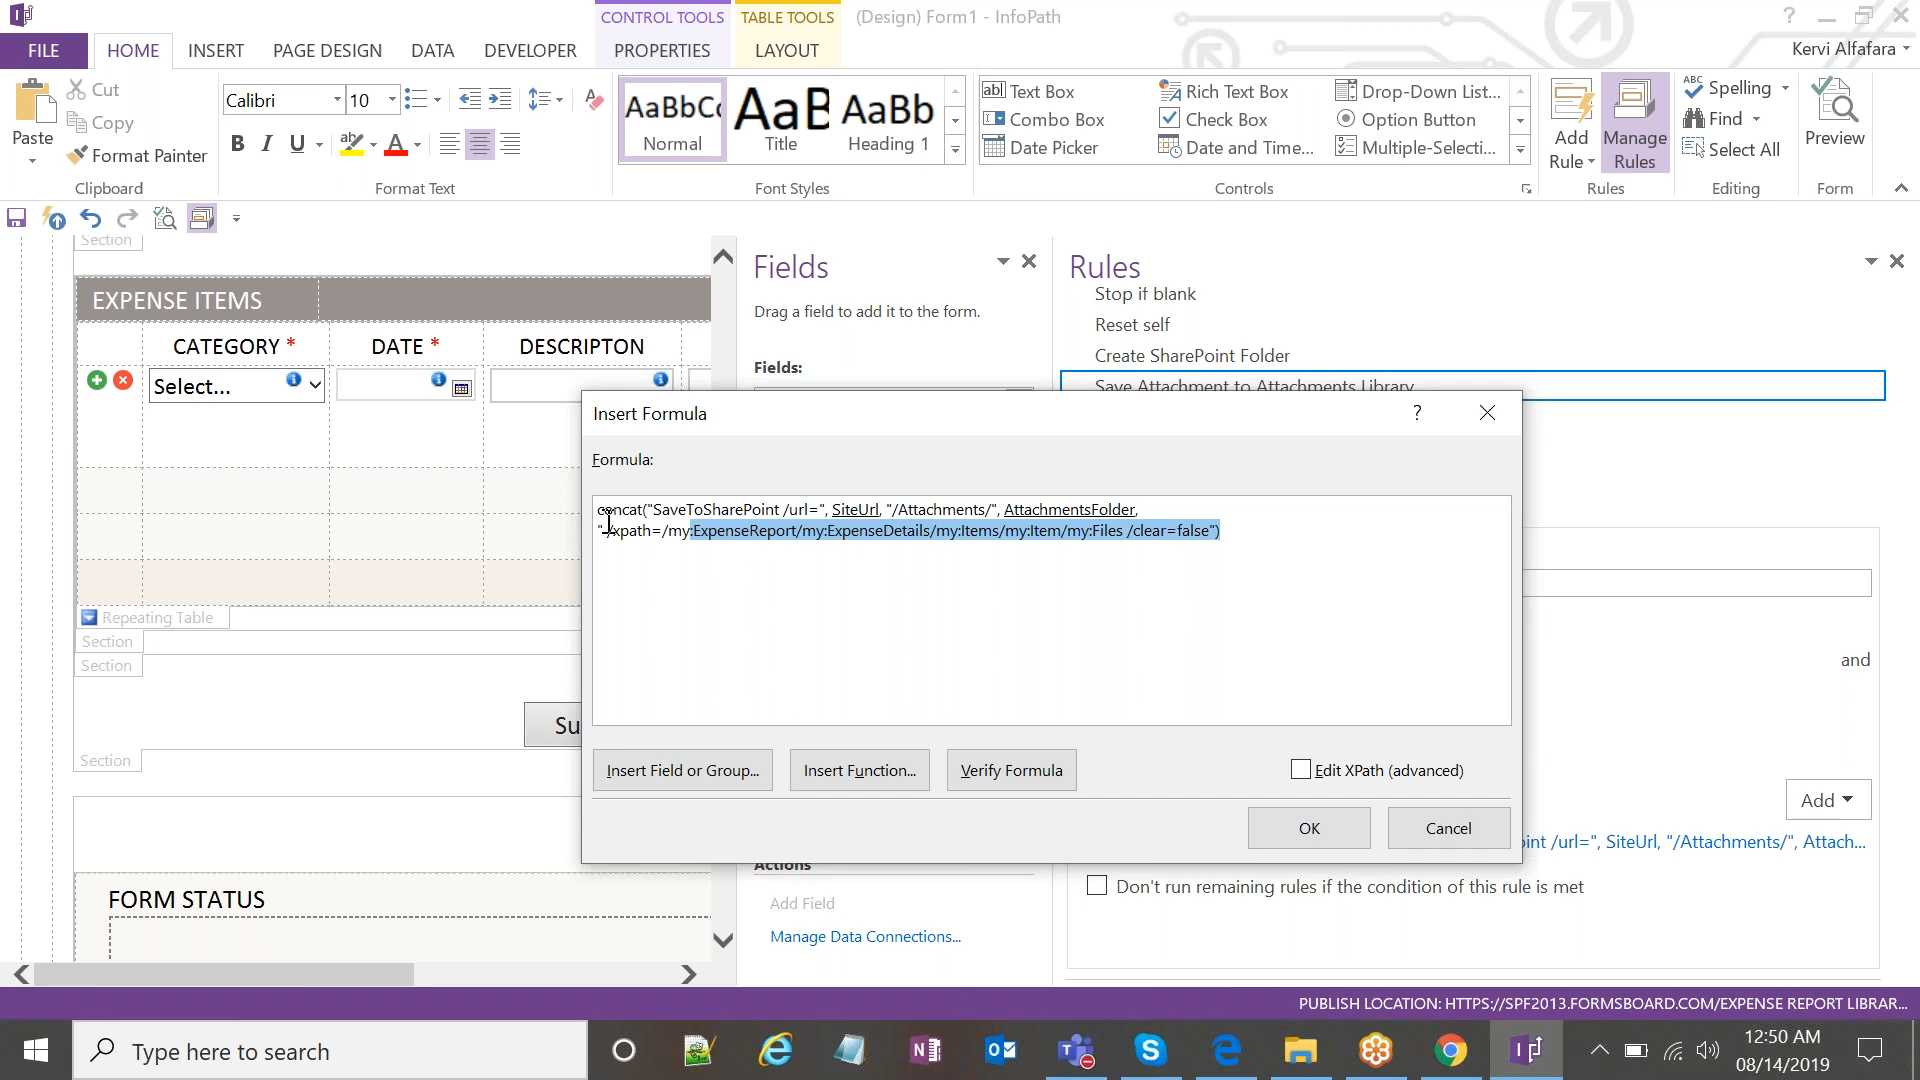 CONTROL TOOLS
TABLE TOOLS
(Design) Form1 - InfoPath
?
FILE
HOME
INSERT
PAGE DESIGN
DATA
DEVELOPER
PROPERTIES
LAYOUT
Kervi Alfafara
Paste
Cut
Copy
Format Painter
Clipboard
Calibri
10
B I U
A
Format Text
AaBbCc
Normal
AaB
Title
AaBb
Heading 1
Font Styles
Text Box
Combo Box
Date Picker
Rich Text Box
Check Box
Date and Time...
Drop-Down List...
Option Button
Multiple-Selecti...
Controls
Add Rule
Manage Rules
Rules
Spelling
Find
Select All
Editing
Preview
Form
Section
EXPENSE ITEMS
CATEGORY *
DATE *
DESCRIPTON
Select...
Repeating Table
Section
Section
Su
Section
FORM STATUS
Fields
Drag a field to add it to the form.
Fields:
Actions
Add Field
Manage Data Connections...
Rules
Stop if blank
Reset self
Create SharePoint Folder
Save Attachment to Attachments Library
and
Add
int /url=", SiteUrl, "/Attachments/", Attach...
Don't run remaining rules if the condition of this rule is met
Insert Formula
?
Formula:
concat("SaveToSharePoint /url=", SiteUrl, "/Attachments/", AttachmentsFolder,
" /xpath=/my:ExpenseReport/my:ExpenseDetails/my:Items/my:Item/my:Files /clear=false")
Insert Field or Group...
Insert Function...
Verify Formula
Edit XPath (advanced)
OK
Cancel
PUBLISH LOCATION: HTTPS://SPF2013.FORMSBOARD.COM/EXPENSE REPORT LIBRAR...
Type here to search
12:50 AM
08/14/2019